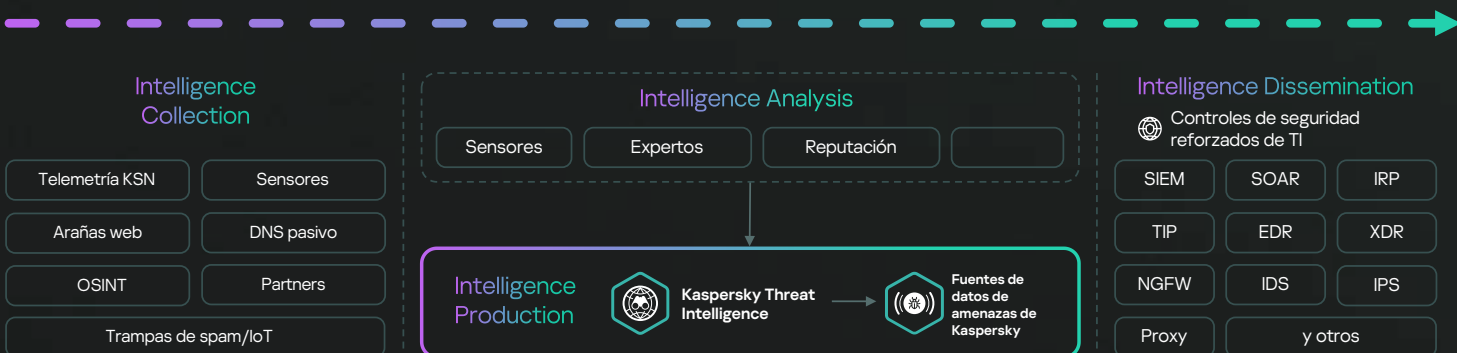 Intelligence
Collection
Telemetría KSN
Sensores
Arañas web
DNS pasivo
OSINT
Partners
Trampas de spam/IoT
Intelligence Analysis
Sensores
Expertos
Reputación
Intelligence
Production
Kaspersky Threat
Intelligence
Fuentes de
datos de
amenazas de
Kaspersky
Intelligence Dissemination
Controles de seguridad
reforzados de TI
SIEM
SOAR
IRP
TIP
EDR
XDR
NGFW
IDS
IPS
Proxy
y otros